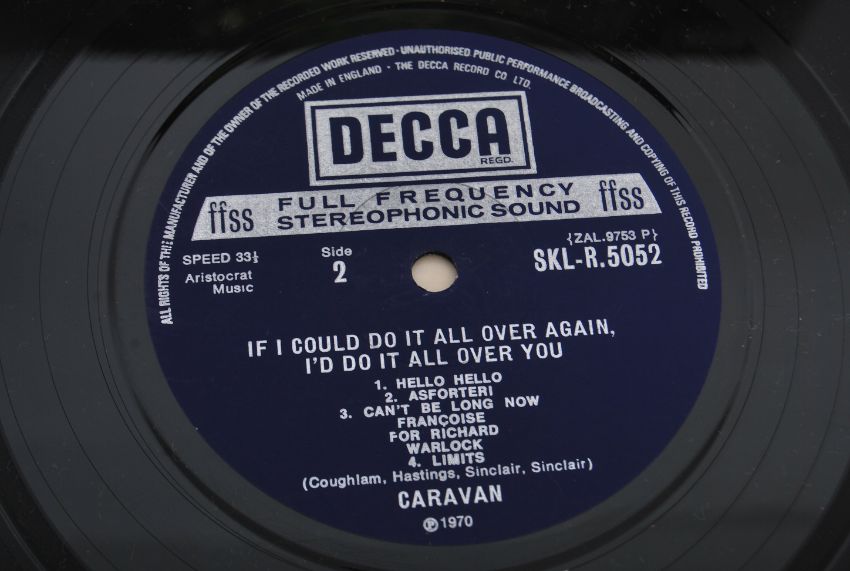 ALL RIGHTS OF THE MANUFACTURER AND OF THE OWNER OF THE RECORDED WORK RESERVED · UNAUTHORISED PUBLIC PERFORMANCE BROADCASTING AND COPYING OF THIS RECORD PROHIBITED
MADE IN ENGLAND · THE DECCA RECORD CO LTD.
DECCA
REGD.
ffss FULL FREQUENCY ffss
STEREOPHONIC SOUND
SPEED 33⅓
Aristocrat
Music
Side
2
{ZAL.9753 P}
SKL-R.5052
IF I COULD DO IT ALL OVER AGAIN,
I'D DO IT ALL OVER YOU
1. HELLO HELLO
2. ASFORTERI
3. CAN'T BE LONG NOW
FRANÇOISE
FOR RICHARD
WARLOCK
4. LIMITS
(Coughlam, Hastings, Sinclair, Sinclair)
CARAVAN
℗ 1970